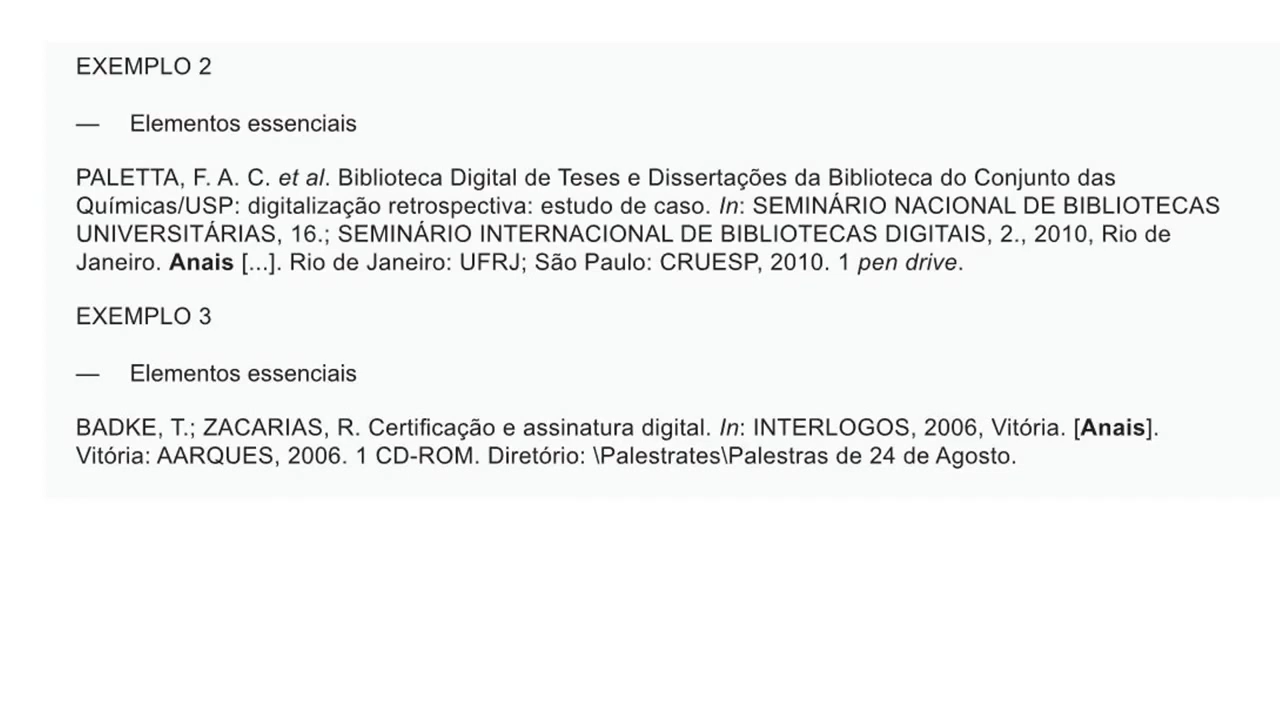 EXEMPLO 2
— Elementos essenciais
PALETTA, F. A. C. et al. Biblioteca Digital de Teses e Dissertações da Biblioteca do Conjunto das
Químicas/USP: digitalização retrospectiva: estudo de caso. In: SEMINÁRIO NACIONAL DE BIBLIOTECAS
UNIVERSITÁRIAS, 16.; SEMINÁRIO INTERNACIONAL DE BIBLIOTECAS DIGITAIS, 2., 2010, Rio de
Janeiro. Anais [...]. Rio de Janeiro: UFRJ; São Paulo: CRUESP, 2010. 1 pen drive.
EXEMPLO 3
— Elementos essenciais
BADKE, T.; ZACARIAS, R. Certificação e assinatura digital. In: INTERLOGOS, 2006, Vitória. [Anais].
Vitória: AARQUES, 2006. 1 CD-ROM. Diretório: \Palestrates\Palestras de 24 de Agosto.